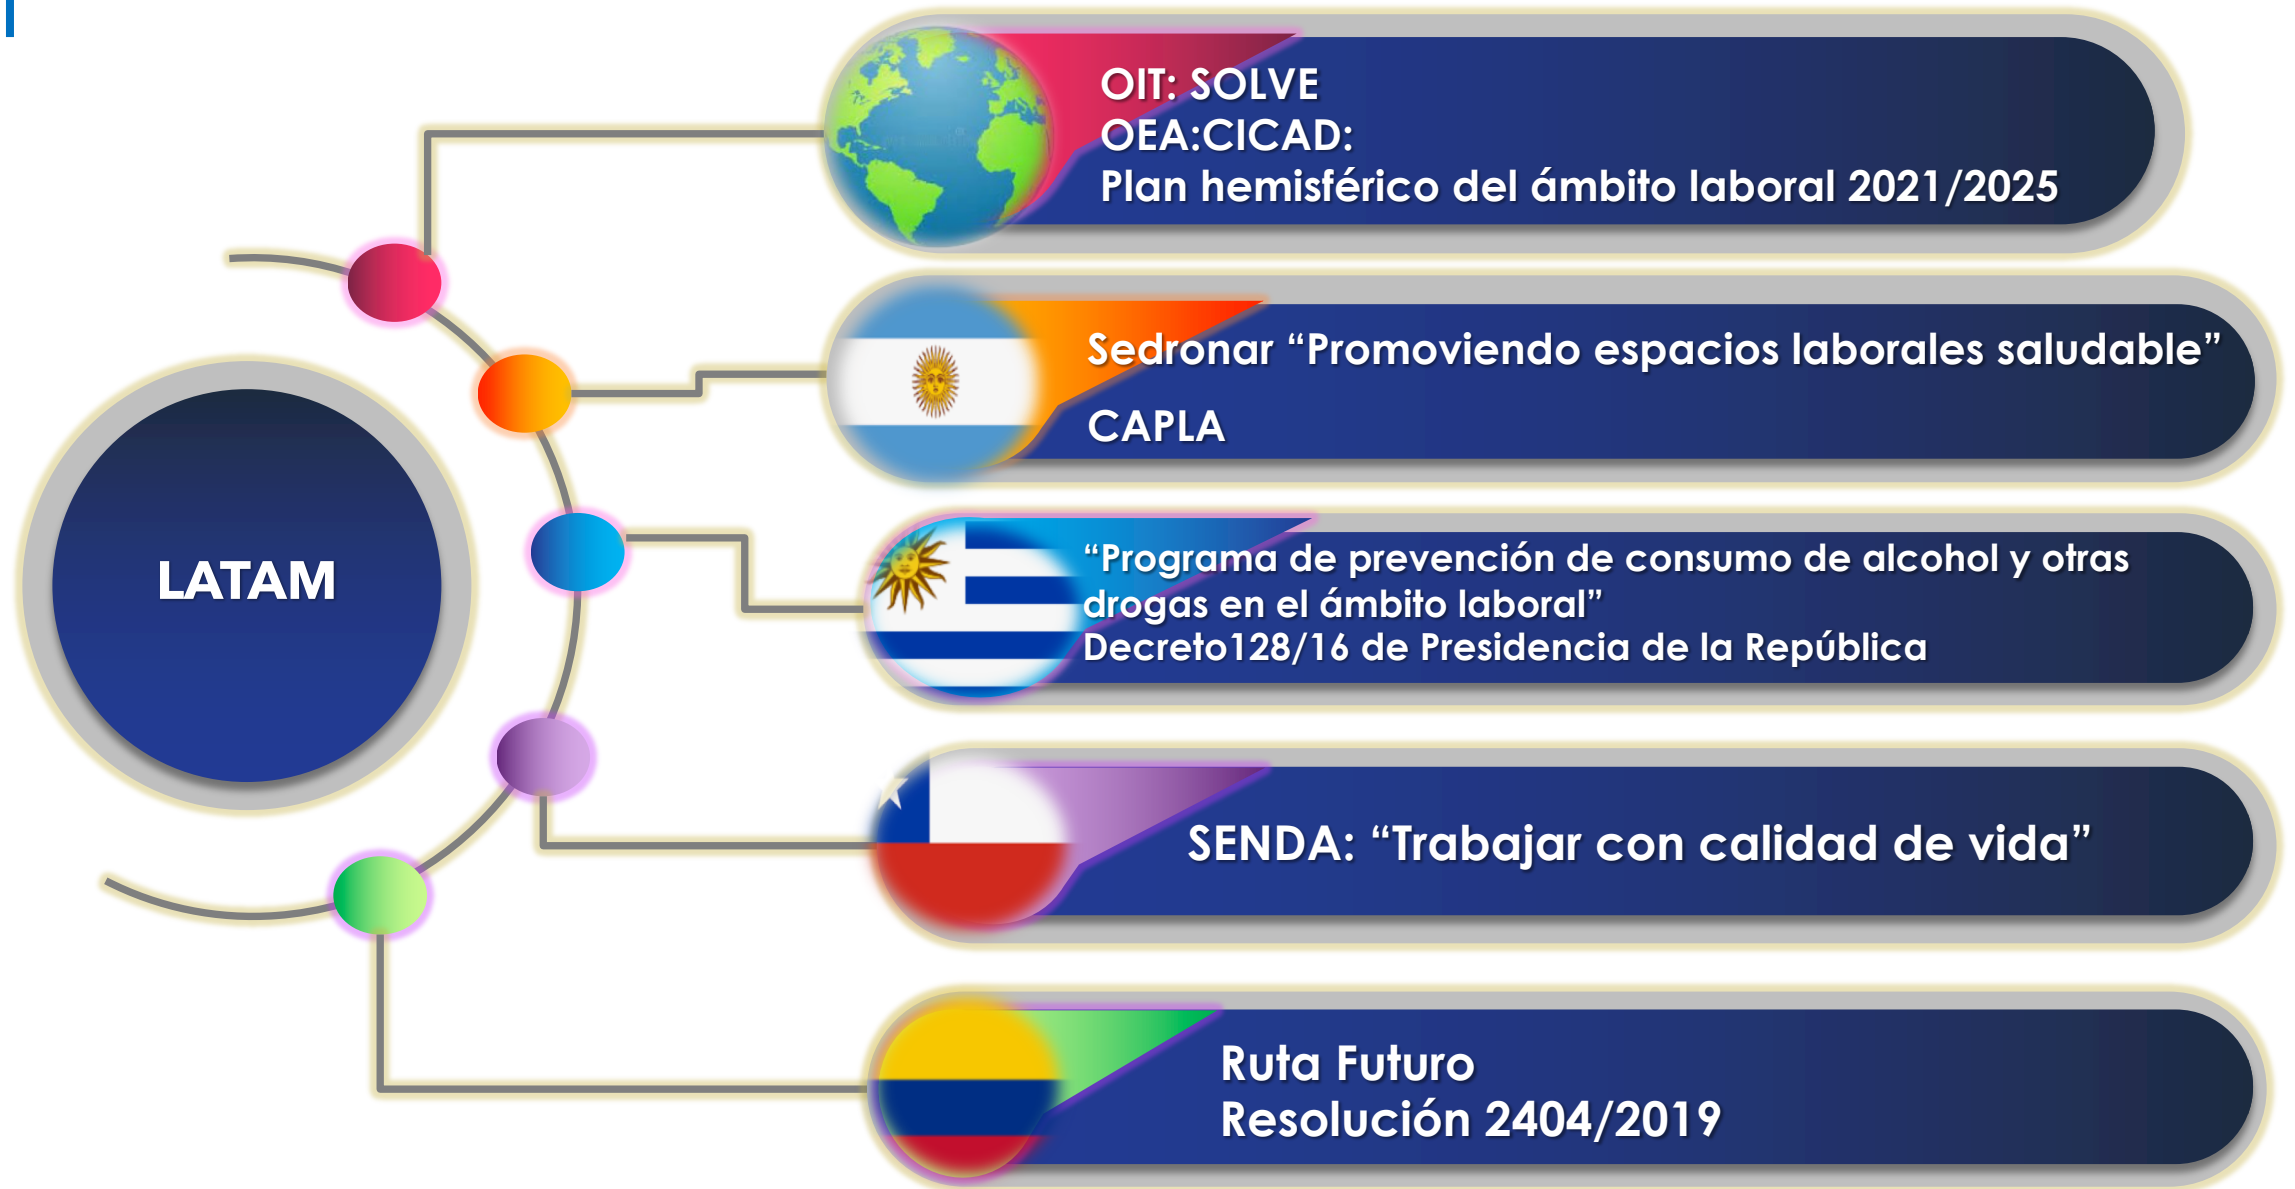 LATAM
OIT: SOLVE
OEA:CICAD:
Plan hemisférico del ámbito laboral 2021/2025
Sedronar “Promoviendo espacios laborales saludable”
CAPLA
“Programa de prevención de consumo de alcohol y otras
drogas en el ámbito laboral”
Decreto128/16 de Presidencia de la República
SENDA: “Trabajar con calidad de vida”
Ruta Futuro
Resolución 2404/2019